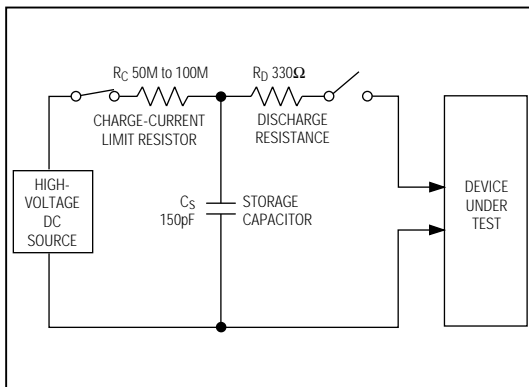 R_C 50M to 100M
CHARGE-CURRENT
LIMIT RESISTOR
R_D 330Ω
DISCHARGE
RESISTANCE
HIGH-
VOLTAGE
DC
SOURCE
C_S
150pF
STORAGE
CAPACITOR
DEVICE
UNDER
TEST